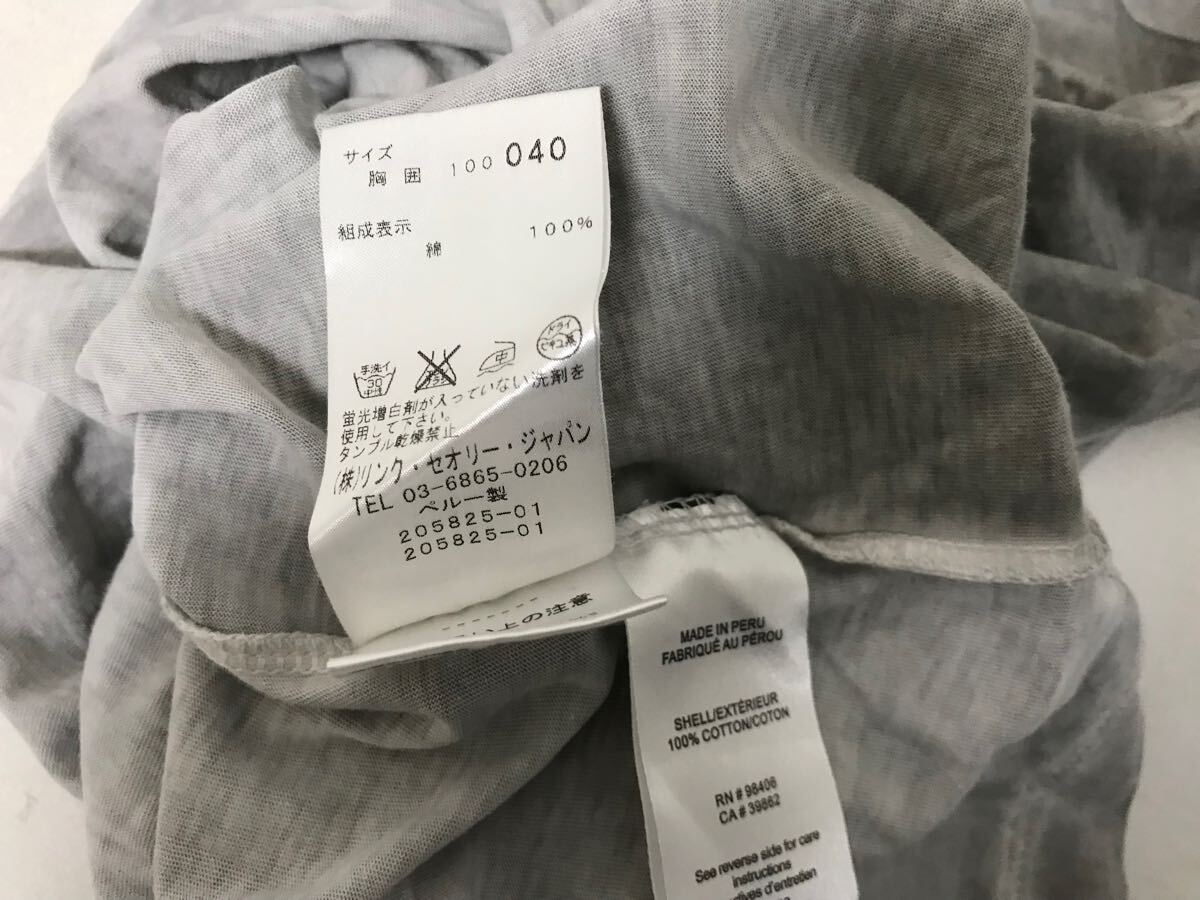 サイズ
胸囲 100 040
組成表示
綿 100%
手洗イ
30
中性
中
ドライ
セキユ系
蛍光増白剤が入っていない洗剤を
使用して下さい。
タンブル乾燥禁止
(株)リンク・セオリー・ジャパン
TEL 03-6865-0206
ペルー製
205825-01
205825-01
上の注意
MADE IN PERU
FABRIQUÉ AU PÉROU
SHELL/EXTÉRIEUR
100% COTTON/COTON
RN # 98406
CA # 39882
See reverse side for care
instructions
d'entretien